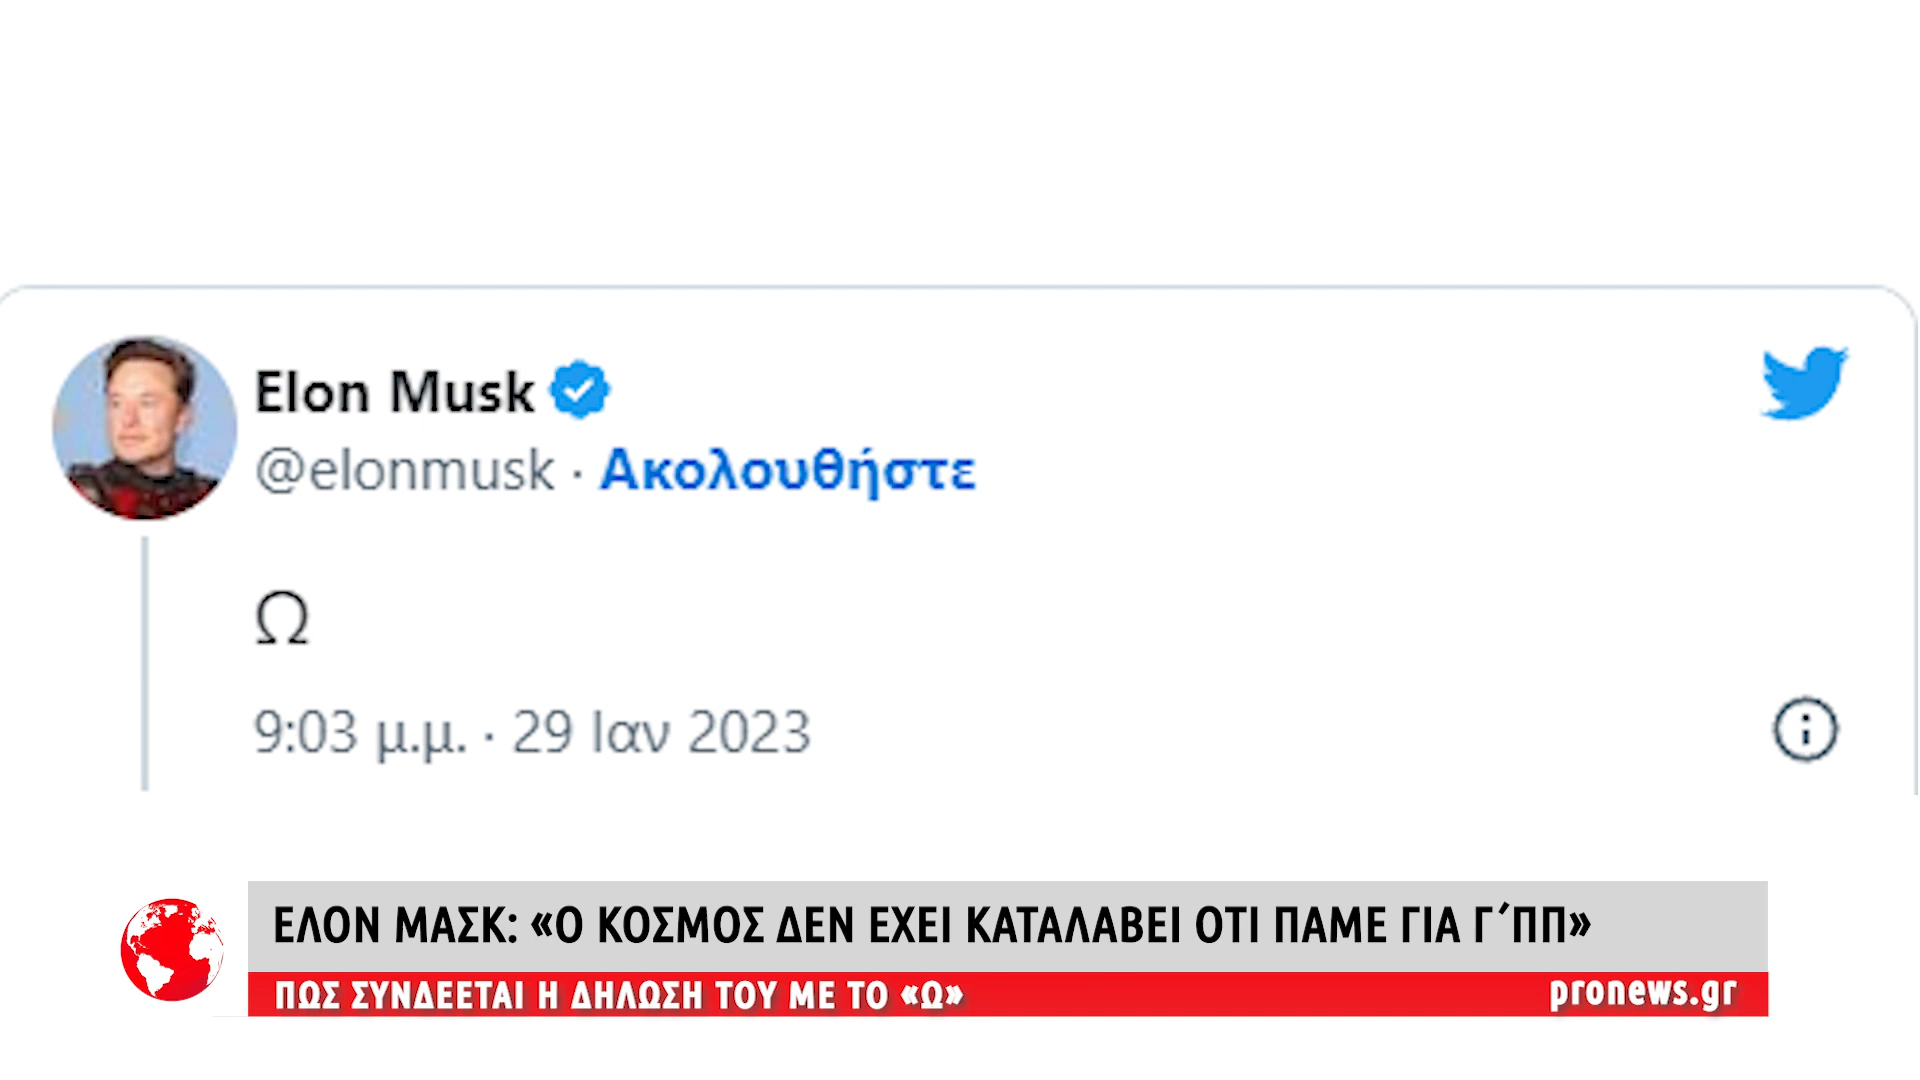 Elon Musk
@elonmusk · Ακολουθήστε
Ω
9:03 μ.μ. · 29 Ιαν 2023
ΕΛΟΝ ΜΑΣΚ: «Ο ΚΟΣΜΟΣ ΔΕΝ ΕΧΕΙ ΚΑΤΑΛΑΒΕΙ ΟΤΙ ΠΑΜΕ ΓΙΑ Γ΄ΠΠ»
ΠΩΣ ΣΥΝΔΕΕΤΑΙ Η ΔΗΛΩΣΗ ΤΟΥ ΜΕ ΤΟ «Ω»
pronews.gr